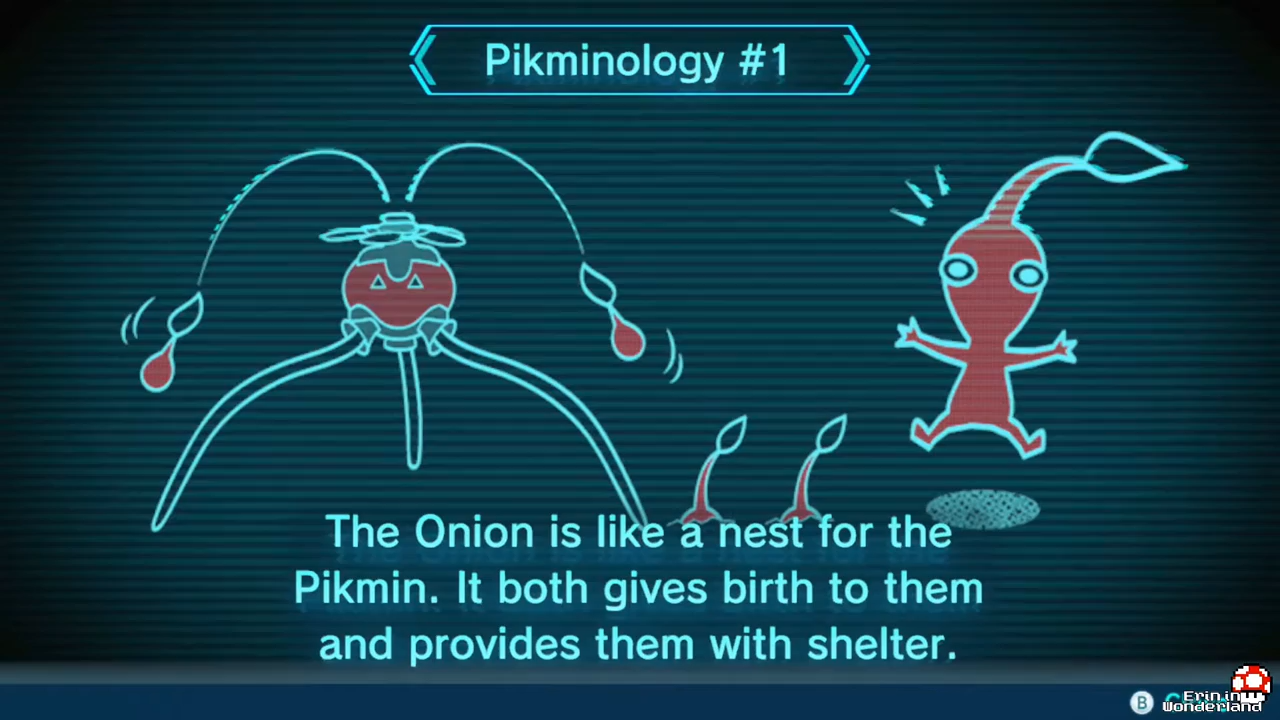 Pikminology #1
The Onion is like a nest for the
Pikmin. It both gives birth to them
and provides them with shelter.
B
Erin in
Wonderland